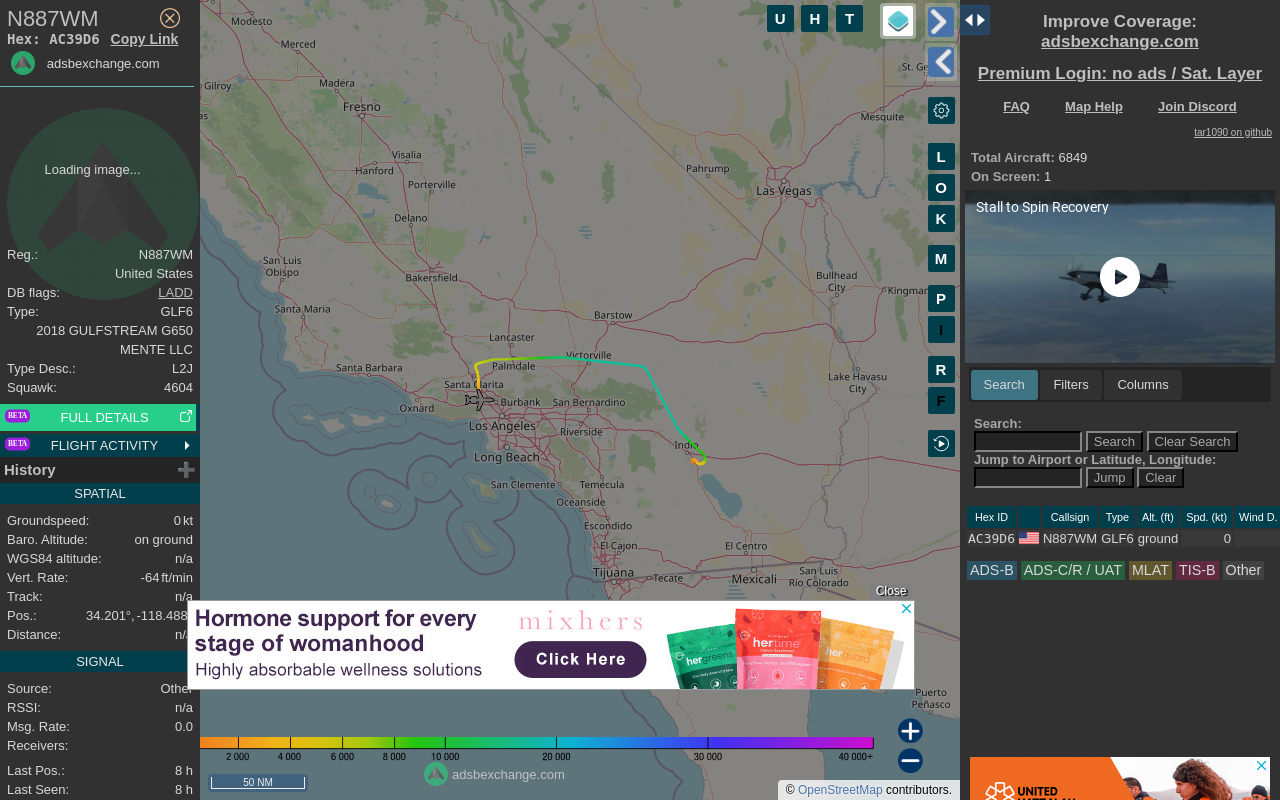 N887WM
Hex: AC39D6 Copy Link
adsbexchange.com
Loading image...
Reg.: N887WM
United States
DB flags: LADD
Type: GLF6
2018 GULFSTREAM G650
MENTE LLC
Type Desc.: L2J
Squawk: 4604
BETA FULL DETAILS
BETA FLIGHT ACTIVITY
History
SPATIAL
Groundspeed: 0 kt
Baro. Altitude: on ground
WGS84 altitude: n/a
Vert. Rate: -64 ft/min
Track: n/a
Pos.: 34.201°, -118.488
Distance: n/a
SIGNAL
Source: Other
RSSI: n/a
Msg. Rate: 0.0
Receivers:
Last Pos.: 8 h
Last Seen: 8 h
U H T
Modesto
Merced
Gilroy
Madera
Fresno
St. Ge
Mesquite
Visalia
Hanford
Porterville
Pahrump
Las Vegas
Delano
San Luis
Obispo
Bakersfield
Bullhead
City
Kingman
Santa Maria
Barstow
Lancaster
Palmdale
Victorville
Santa Barbara
Santa Clarita
Lake Havasu
City
Oxnard
Burbank
San Bernardino
Los Angeles
Riverside
Indio
Long Beach
San Clemente
Temecula
Oceanside
Escondido
El Cajon
El Centro
Tijuana
Tecate
Mexicali
San Luis
Río Colorado
Puerto
Peñasco
L
O
K
M
P
I
R
F
Close
Hormone support for every
stage of womanhood
Highly absorbable wellness solutions
mixhers
Click Here
hergreens
hertime
herguard
2 000 4 000 6 000 8 000 10 000 20 000 30 000 40 000+
50 NM
adsbexchange.com
© OpenStreetMap contributors.
Improve Coverage:
adsbexchange.com
Premium Login: no ads / Sat. Layer
FAQ Map Help Join Discord
tar1090 on github
Total Aircraft: 6849
On Screen: 1
Stall to Spin Recovery
Search Filters Columns
Search:
Search Clear Search
Jump to Airport or Latitude, Longitude:
Jump Clear
Hex ID Callsign Type Alt. (ft) Spd. (kt) Wind D.
AC39D6 N887WM GLF6 ground 0
ADS-B ADS-C/R / UAT MLAT TIS-B Other
UNITED